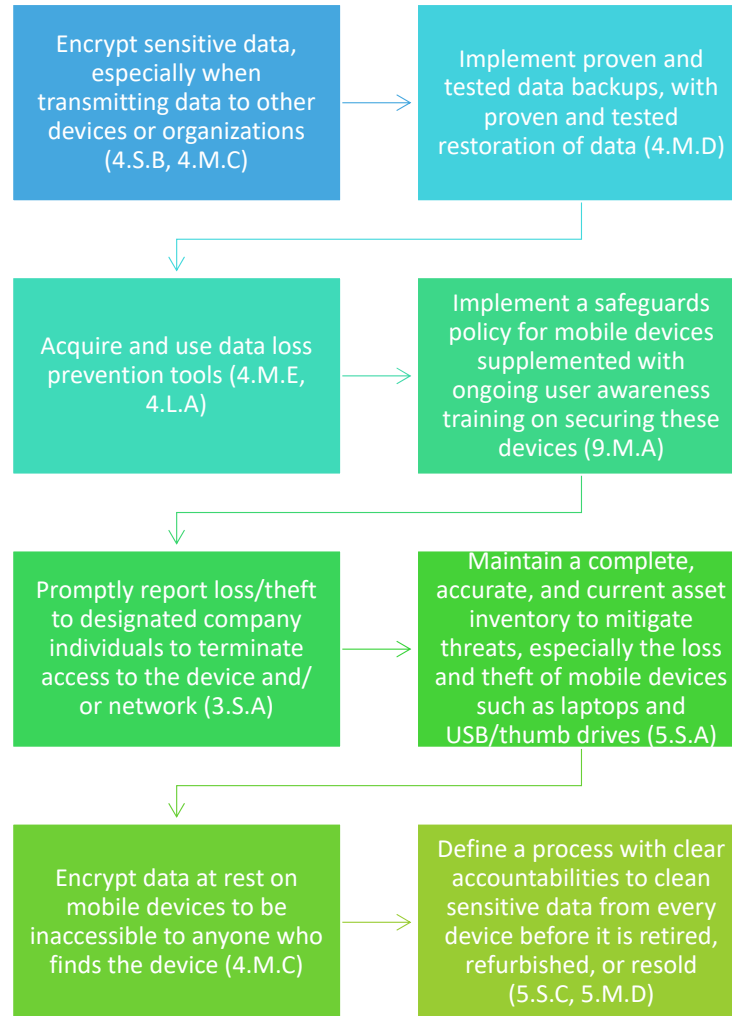 Encrypt sensitive data,
especially when
transmitting data to other
devices or organizations
(4.S.B, 4.M.C)
Implement proven and
tested data backups, with
proven and tested
restoration of data (4.M.D)
Acquire and use data loss
prevention tools (4.M.E,
4.L.A)
Implement a safeguards
policy for mobile devices
supplemented with
ongoing user awareness
training on securing these
devices (9.M.A)
Promptly report loss/theft
to designated company
individuals to terminate
access to the device and/
or network (3.S.A)
Maintain a complete,
accurate, and current asset
inventory to mitigate
threats, especially the loss
and theft of mobile devices
such as laptops and
USB/thumb drives (5.S.A)
Encrypt data at rest on
mobile devices to be
inaccessible to anyone who
finds the device (4.M.C)
Define a process with clear
accountabilities to clean
sensitive data from every
device before it is retired,
refurbished, or resold
(5.S.C, 5.M.D)